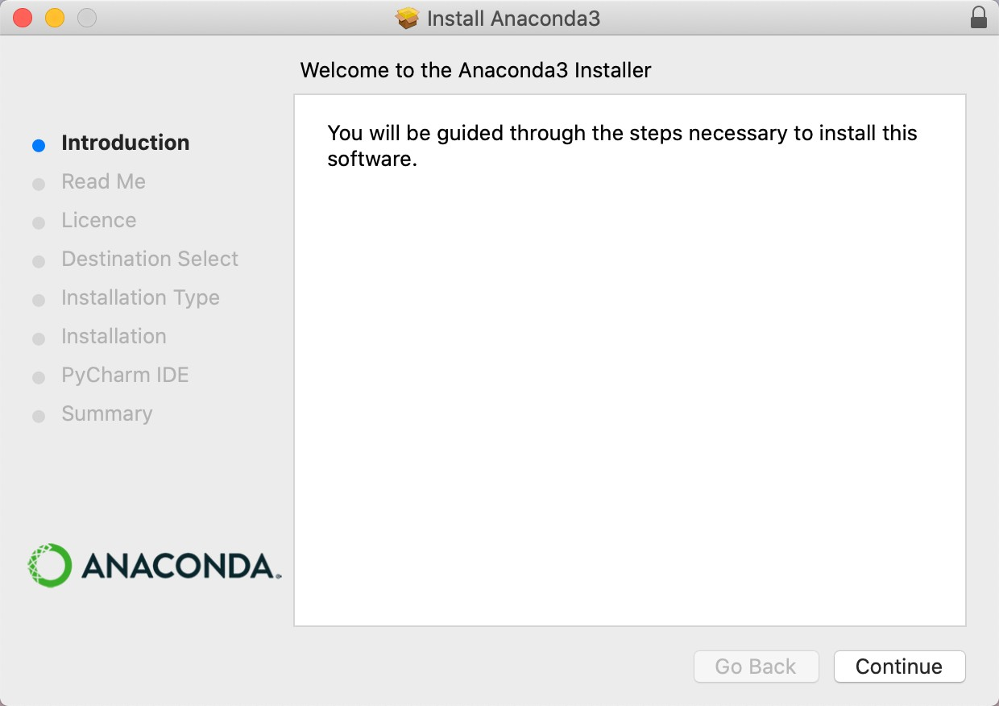 Install Anaconda3
Welcome to the Anaconda3 Installer
You will be guided through the steps necessary to install this
software.
Introduction
Read Me
Licence
Destination Select
Installation Type
Installation
PyCharm IDE
Summary
ANACONDA.
Go Back
Continue